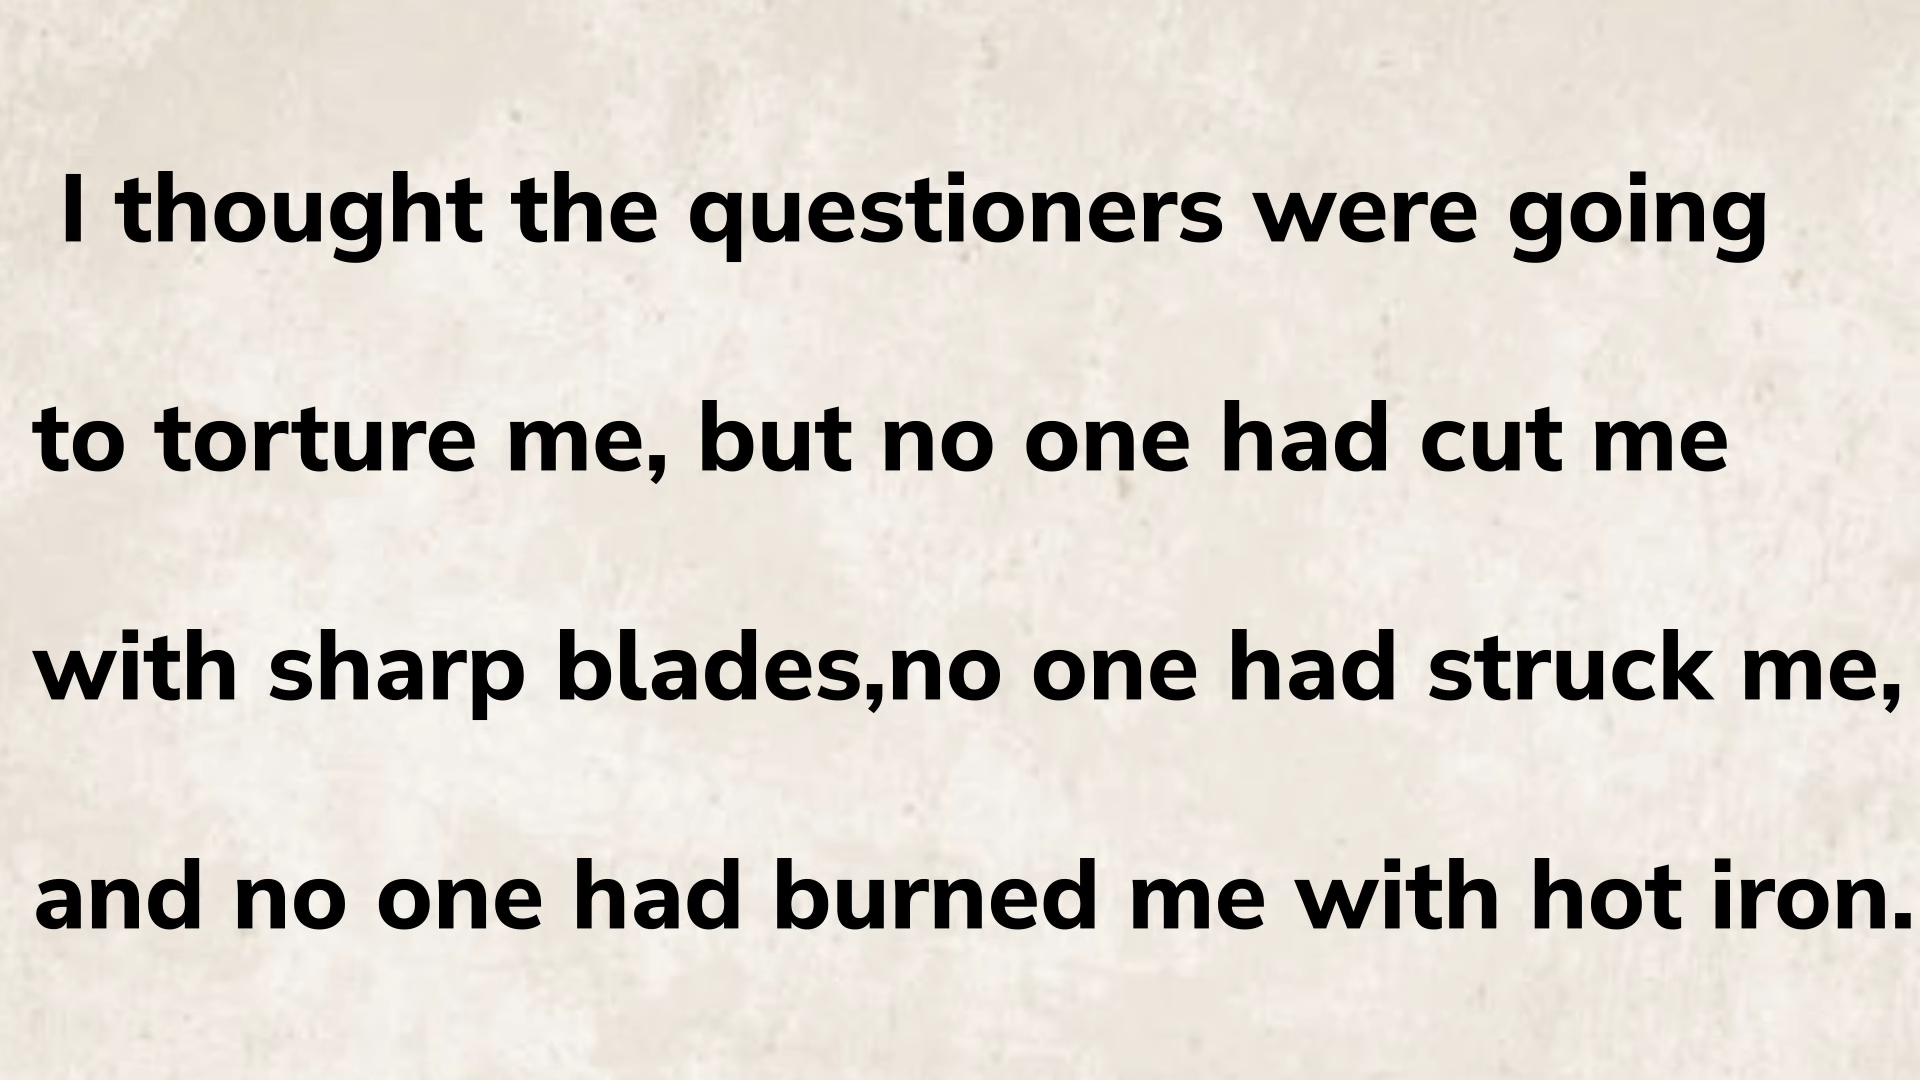 I thought the questioners were going
to torture me, but no one had cut me
with sharp blades,no one had struck me,
and no one had burned me with hot iron.